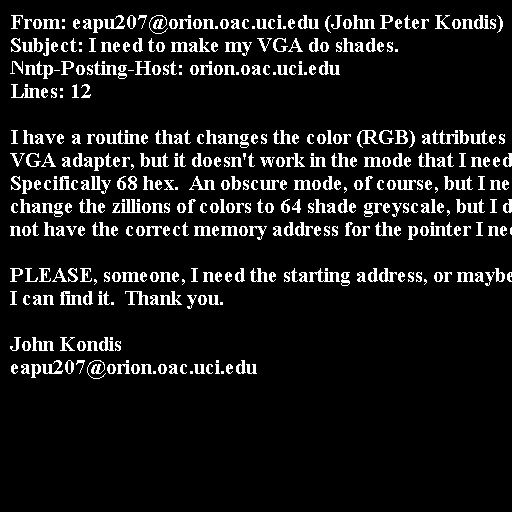 From: eapu207@orion.oac.uci.edu (John Peter Kondis)
Subject: I need to make my VGA do shades.
Nntp-Posting-Host: orion.oac.uci.edu
Lines: 12

I have a routine that changes the color (RGB) attributes
VGA adapter, but it doesn't work in the mode that I need
Specifically 68 hex.  An obscure mode, of course, but I
change the zillions of colors to 64 shade greyscale, but I
not have the correct memory address for the pointer I

PLEASE, someone, I need the starting address, or maybe
I can find it.  Thank you.

John Kondis
eapu207@orion.oac.uci.edu